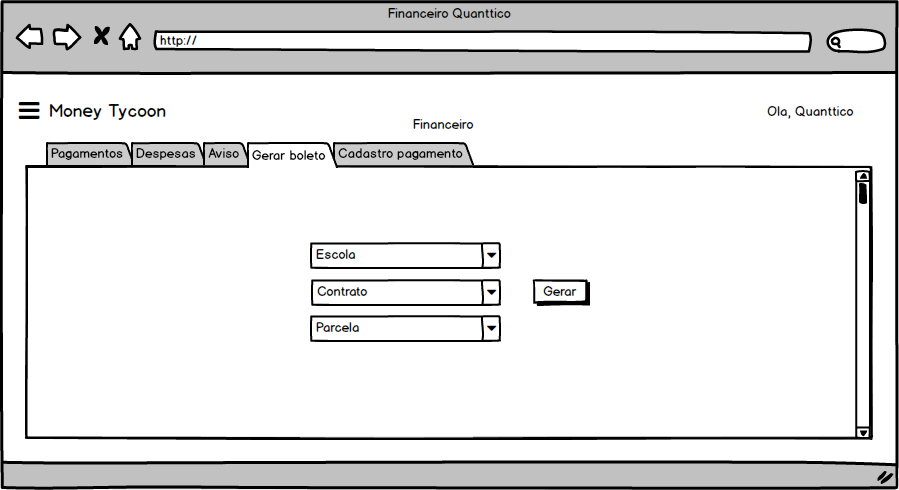 Financeiro Quanttico
http://
Money Tycoon
Ola, Quanttico
Financeiro
Pagamentos Despesas Aviso Gerar boleto Cadastro pagamento
Escola
Contrato Gerar
Parcela